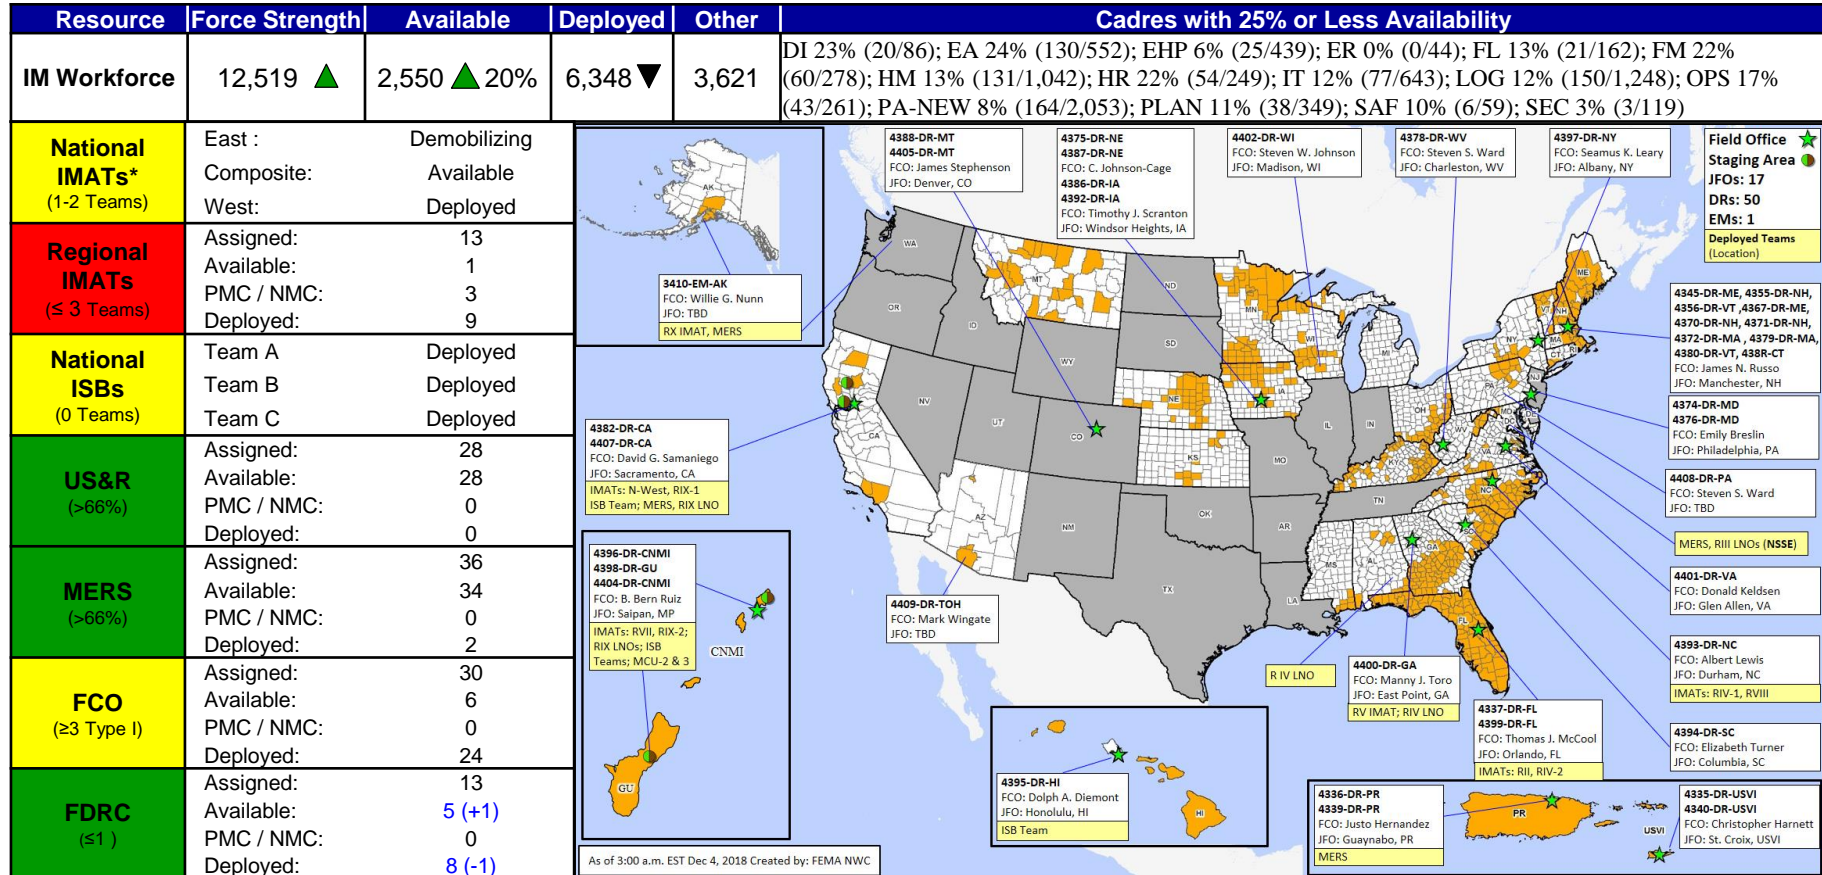 Resource Force Strength Available Deployed Other Cadres with 25% or Less Availability
IM Workforce 12,519 2,550 20% 6,348 3,621
DI 23% (20/86); EA 24% (130/552); EHP 6% (25/439); ER 0% (0/44); FL 13% (21/162); FM 22%
(60/278); HM 13% (131/1,042); HR 22% (54/249); IT 12% (77/643); LOG 12% (150/1,248); OPS 17%
(43/261); PA-NEW 8% (164/2,053); PLAN 11% (38/349); SAF 10% (6/59); SEC 3% (3/119)
National
IMATs*
(1-2 Teams)
East : Demobilizing
Composite: Available
West: Deployed
Regional
IMATs
(≤ 3 Teams)
Assigned: 13
Available: 1
PMC / NMC: 3
Deployed: 9
National
ISBs
(0 Teams)
Team A Deployed
Team B Deployed
Team C Deployed
US&R
(>66%)
Assigned: 28
Available: 28
PMC / NMC: 0
Deployed: 0
MERS
(>66%)
Assigned: 36
Available: 34
PMC / NMC: 0
Deployed: 2
FCO
(≥3 Type I)
Assigned: 30
Available: 6
PMC / NMC: 0
Deployed: 24
FDRC
(≤1 )
Assigned: 13
Available: 5 (+1)
PMC / NMC: 0
Deployed: 8 (-1)
AK
3410-EM-AK
FCO: Willie G. Nunn
JFO: TBD
RX IMAT, MERS
4388-DR-MT
4405-DR-MT
FCO: James Stephenson
JFO: Denver, CO
4375-DR-NE
4387-DR-NE
FCO: C. Johnson-Cage
4386-DR-IA
4392-DR-IA
FCO: Timothy J. Scranton
JFO: Windsor Heights, IA
4402-DR-WI
FCO: Steven W. Johnson
JFO: Madison, WI
4378-DR-WV
FCO: Steven S. Ward
JFO: Charleston, WV
4397-DR-NY
FCO: Seamus K. Leary
JFO: Albany, NY
Field Office
Staging Area
JFOs: 17
DRs: 50
EMs: 1
Deployed Teams
(Location)
4345-DR-ME, 4355-DR-NH,
4356-DR-VT ,4367-DR-ME,
4370-DR-NH, 4371-DR-NH,
4372-DR-MA , 4379-DR-MA,
4380-DR-VT, 438R-CT
FCO: James N. Russo
JFO: Manchester, NH
4374-DR-MD
4376-DR-MD
FCO: Emily Breslin
JFO: Philadelphia, PA
4408-DR-PA
FCO: Steven S. Ward
JFO: TBD
MERS, RIII LNOs (NSSE)
4401-DR-VA
FCO: Donald Keldsen
JFO: Glen Allen, VA
4393-DR-NC
FCO: Albert Lewis
JFO: Durham, NC
IMATs: RIV-1, RVIII
4394-DR-SC
FCO: Elizabeth Turner
JFO: Columbia, SC
4382-DR-CA
4407-DR-CA
FCO: David G. Samaniego
JFO: Sacramento, CA
IMATs: N-West, RIX-1
ISB Team; MERS, RIX LNO
4396-DR-CNMI
4398-DR-GU
4404-DR-CNMI
FCO: B. Bern Ruiz
JFO: Saipan, MP
IMATs: RVII, RIX-2;
RIX LNOs; ISB
Teams; MCU-2 & 3
CNMI
GU
4409-DR-TOH
FCO: Mark Wingate
JFO: TBD
R IV LNO
4400-DR-GA
FCO: Manny J. Toro
JFO: East Point, GA
RV IMAT; RIV LNO
4337-DR-FL
4399-DR-FL
FCO: Thomas J. McCool
JFO: Orlando, FL
IMATs: RII, RIV-2
4395-DR-HI
FCO: Dolph A. Diemont
JFO: Honolulu, HI
ISB Team
HI
4336-DR-PR
4339-DR-PR
FCO: Justo Hernandez
JFO: Guaynabo, PR
MERS
PR
USVI
4335-DR-USVI
4340-DR-USVI
FCO: Christopher Harnett
JFO: St. Croix, USVI
WA
OR
ID
MT
ND
SD
WY
NV
UT
CO
CA
AZ
NM
NE
KS
OK
TX
MN
IA
MO
AR
LA
WI
IL
IN
MI
OH
KY
TN
MS
AL
GA
FL
SC
NC
VA
WV
PA
NY
NJ
MD
DE
DC
VT
NH
ME
MA
CT
RI
As of 3:00 a.m. EST Dec 4, 2018 Created by: FEMA NWC